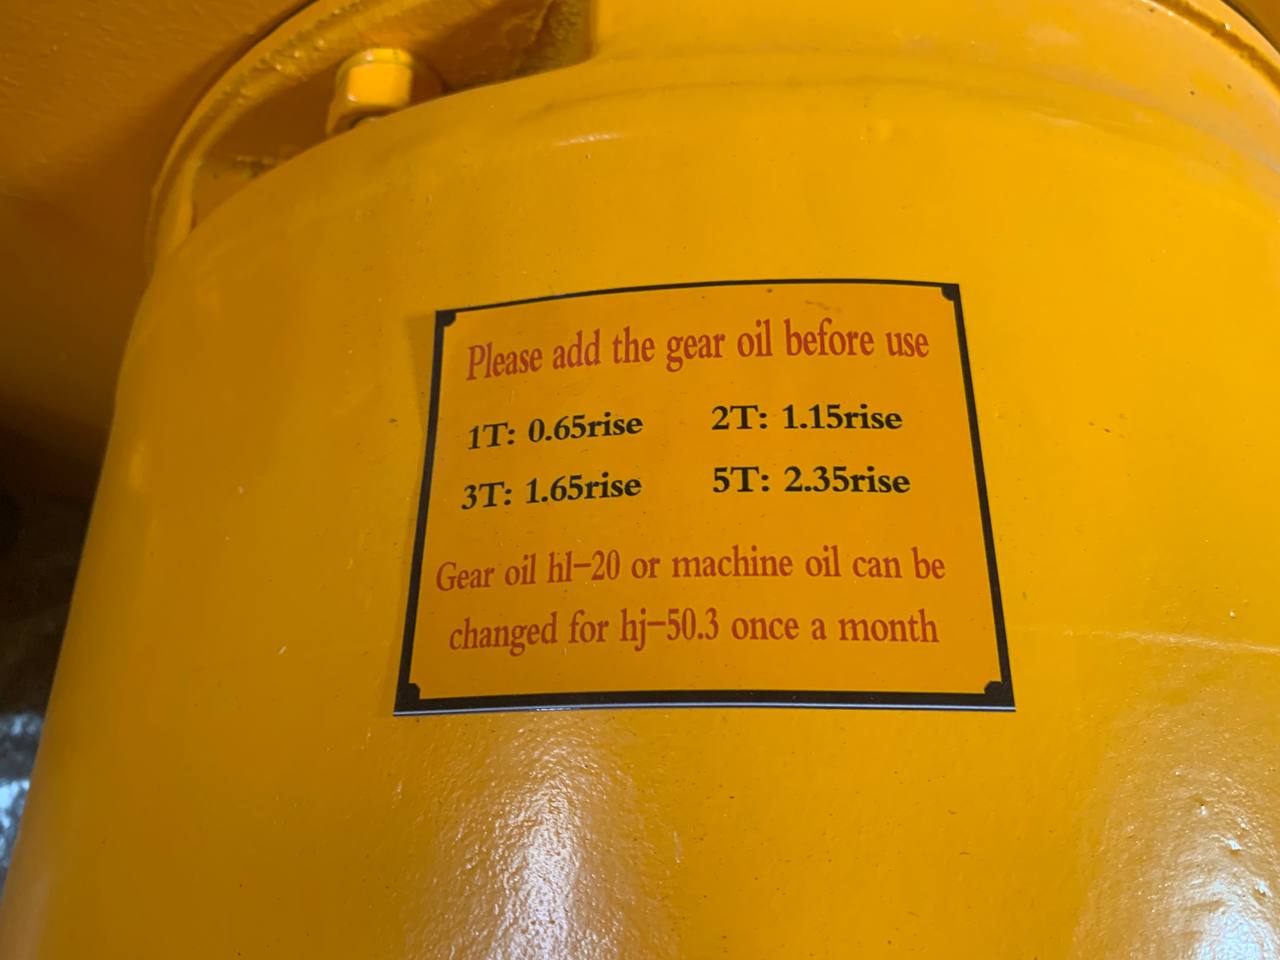 Please add the gear oil before use
1T: 0.65rise 2T: 1.15rise
3T: 1.65rise 5T: 2.35rise
Gear oil hl-20 or machine oil can be
changed for hj-50.3 once a month